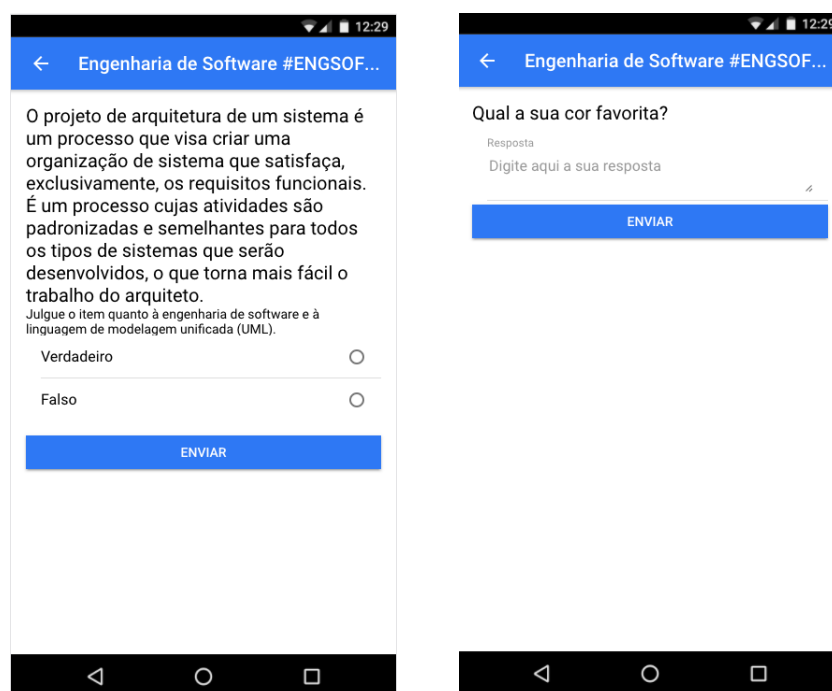 12:29
Engenharia de Software #ENGSOF...
O projeto de arquitetura de um sistema é
um processo que visa criar uma
organização de sistema que satisfaça,
exclusivamente, os requisitos funcionais.
É um processo cujas atividades são
padronizadas e semelhantes para todos
os tipos de sistemas que serão
desenvolvidos, o que torna mais fácil o
trabalho do arquiteto.
Julgue o item quanto à engenharia de software e à
linguagem de modelagem unificada (UML).
Verdadeiro
Falso
ENVIAR
12:29
Engenharia de Software #ENGSOF...
Qual a sua cor favorita?
Resposta
Digite aqui a sua resposta
ENVIAR